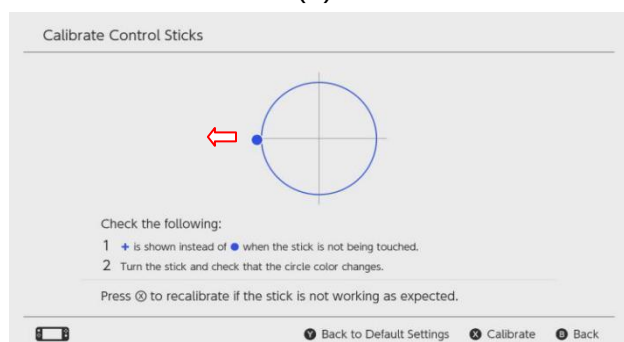 Calibrate Control Sticks
Check the following:
1 + is shown instead of ● when the stick is not being touched.
2 Turn the stick and check that the circle color changes.
Press Ⓧ to recalibrate if the stick is not working as expected.
Ⓨ Back to Default Settings Ⓧ Calibrate Ⓑ Back